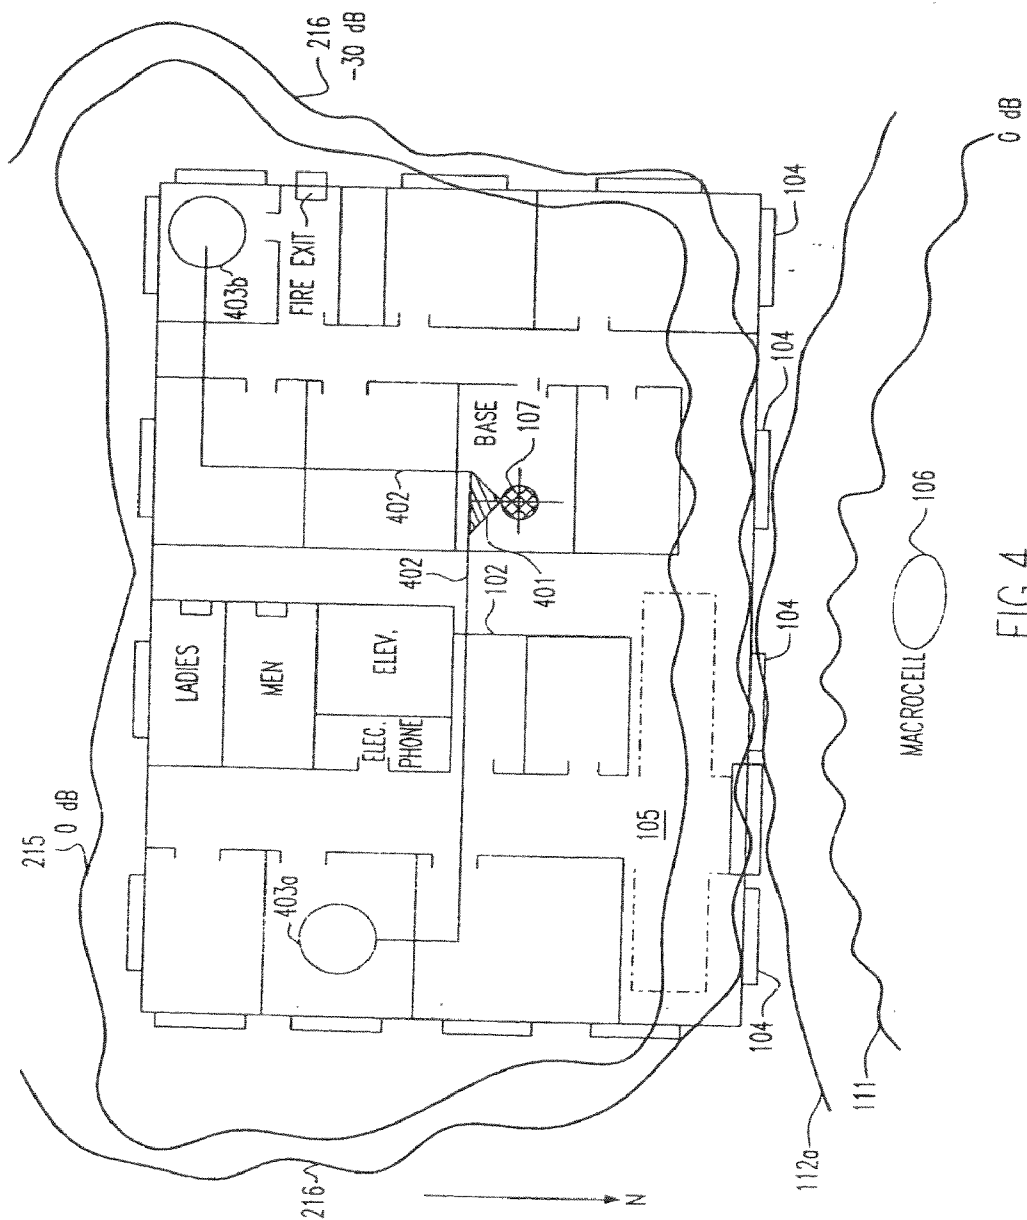 215
0 dB
216
-30 dB
LADIES
MEN
ELEC.
PHONE
ELEV.
403a
403b
FIRE EXIT
402
402
BASE
107
401
102
105
104
104
104
104
216
N
112a
111
MACROCELL
106
0 dB
FIG. 4